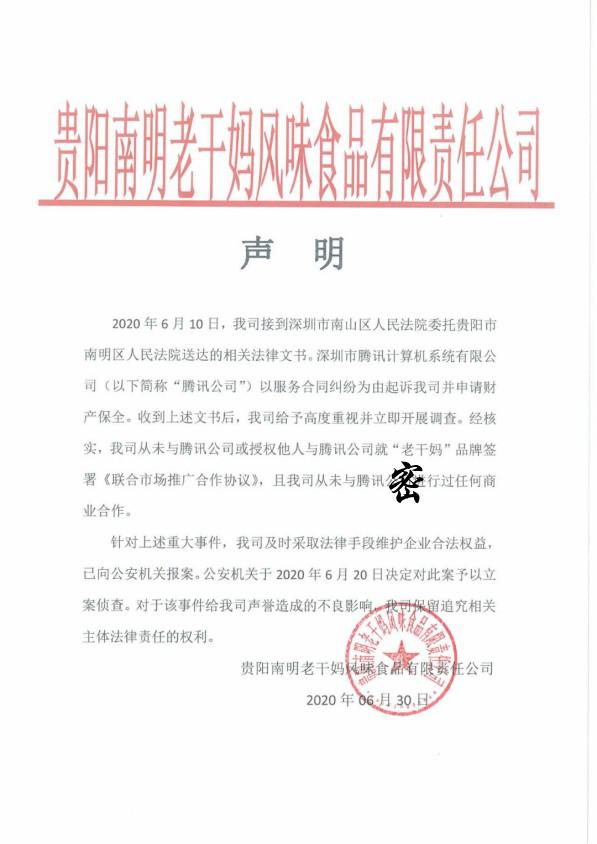 贵阳南明老干妈风味食品有限责任公司
声 明
2020 年 6 月 10 日，我司接到深圳市南山区人民法院委托贵阳市
南明区人民法院送达的相关法律文书。深圳市腾讯计算机系统有限公
司（以下简称“腾讯公司”）以服务合同纠纷为由起诉我司并申请财
产保全。收到上述文书后，我司给予高度重视并立即开展调查。经核
实，我司从未与腾讯公司或授权他人与腾讯公司就“老干妈”品牌签
署《联合市场推广合作协议》，且我司从未与腾讯公密进行过任何商
业合作。
针对上述重大事件，我司及时采取法律手段维护企业合法权益，
已向公安机关报案。公安机关于 2020 年 6 月 20 日决定对此案予以立
案侦查。对于该事件给我司声誉造成的不良影响，我司保留追究相关
主体法律责任的权利。
贵阳南明老干妈风味食品有限责任公司
2020 年 06 月 30 日
贵阳南明老干妈风味食品有限责任公司